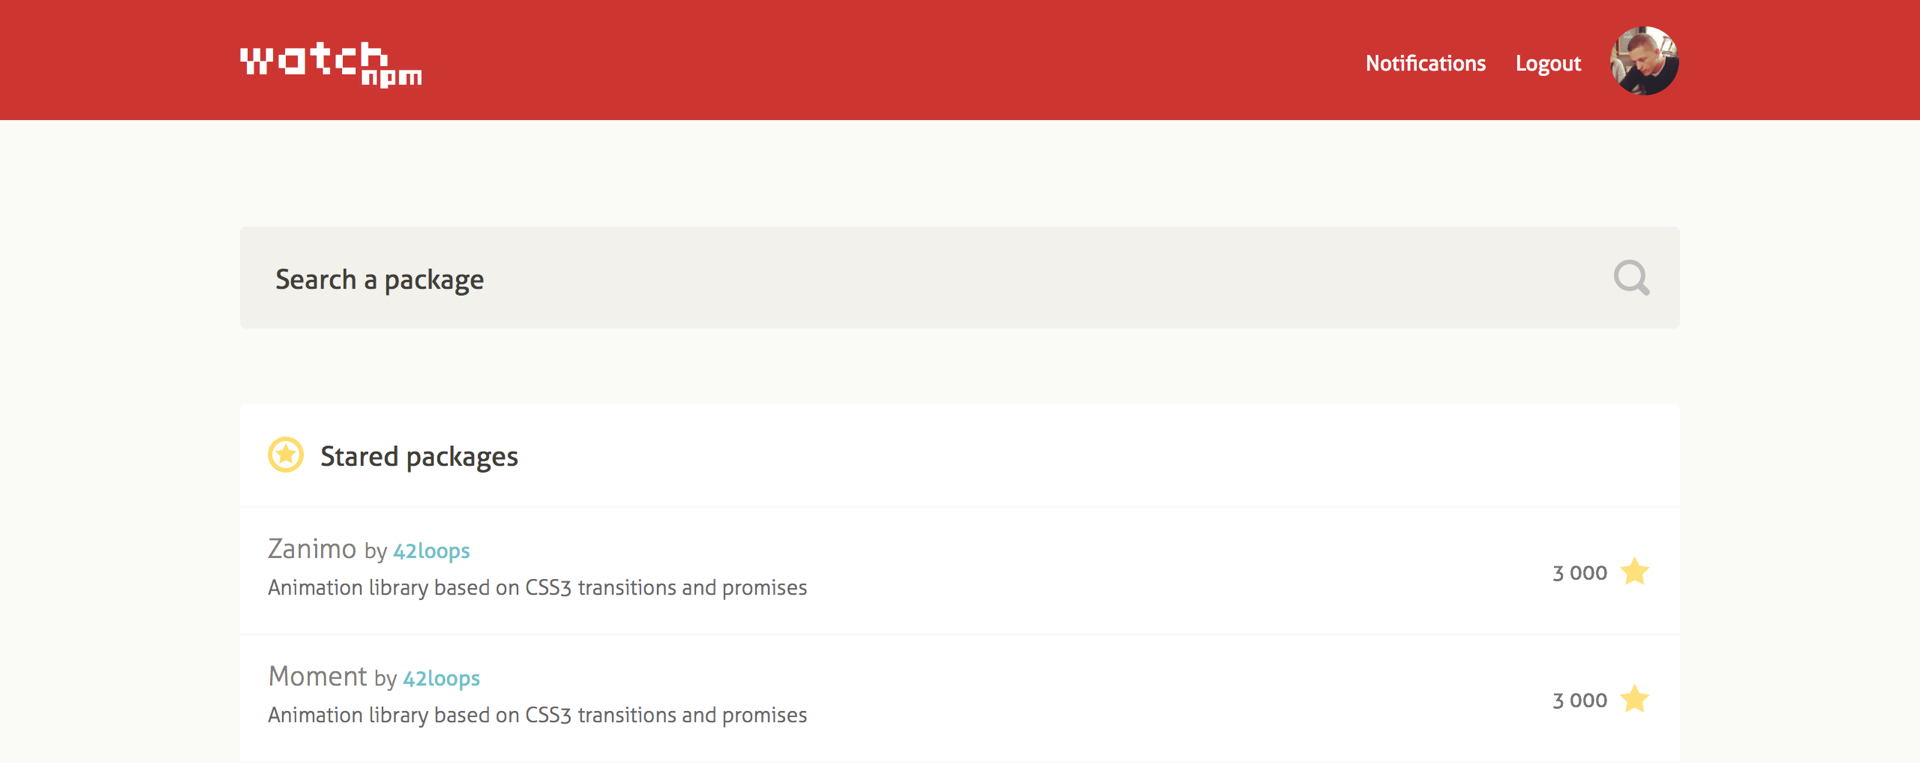 watch npm
Notifications Logout
Search a package
Stared packages
Zanimo by 42loops
Animation library based on CSS3 transitions and promises
3 000
Moment by 42loops
Animation library based on CSS3 transitions and promises
3 000